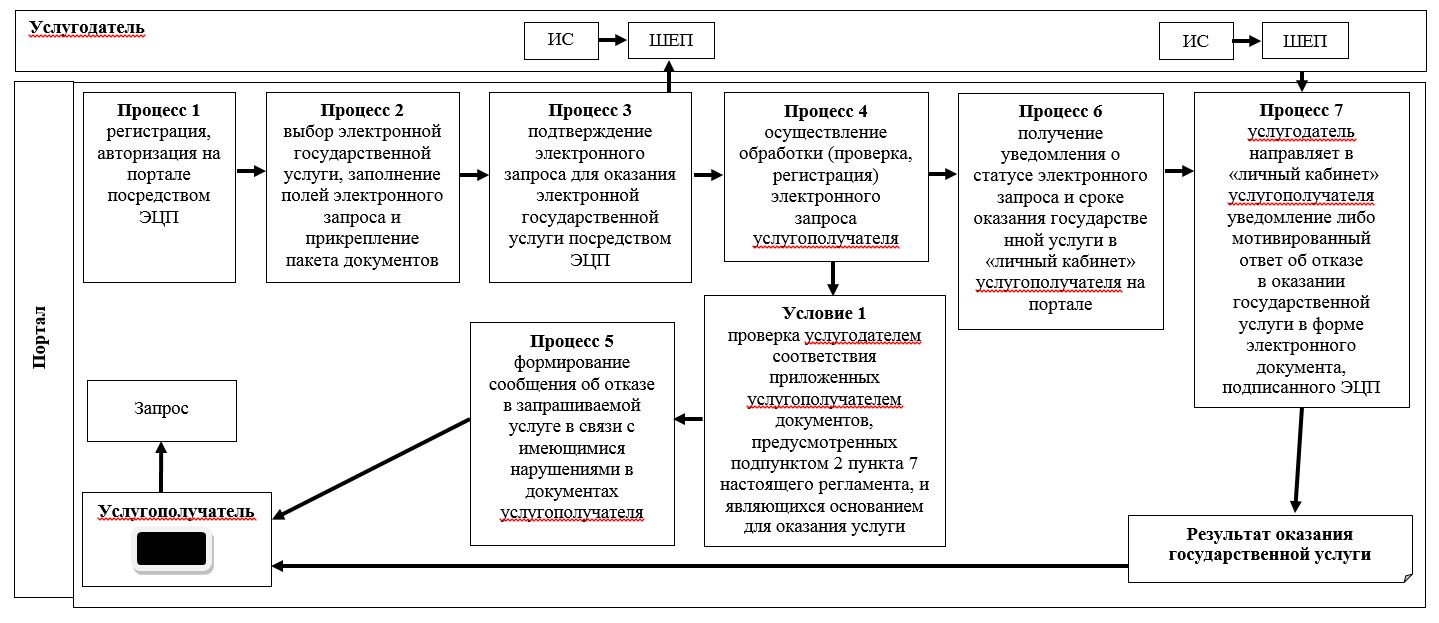 Услугодатель
ИС
ШЕП
ИС
ШЕП
Портал
Процесс 1
регистрация,
авторизация на
портале
посредством
ЭЦП
Процесс 2
выбор электронной
государственной
услуги, заполнение
полей электронного
запроса и
прикрепление
пакета документов
Процесс 3
подтверждение
электронного
запроса для оказания
электронной
государственной
услуги посредством
ЭЦП
Процесс 4
осуществление
обработки (проверка,
регистрация)
электронного
запроса
услугополучателя
Процесс 6
получение
уведомления о
статусе электронного
запроса и сроке
оказания государстве
нной услуги в
«личный кабинет»
услугополучателя на
портале
Процесс 7
услугодатель
направляет в
«личный кабинет»
услугополучателя
уведомление либо
мотивированный
ответ об отказе
в оказании
государственной
услуги в форме
электронного
документа,
подписанного ЭЦП
Условие 1
проверка услугодателем
соответствия
приложенных
услугополучателем
документов,
предусмотренных
подпунктом 2 пункта 7
настоящего регламента, и
являющихся основанием
для оказания услуги
Процесс 5
формирование
сообщения об отказе
в запрашиваемой
услуге в связи с
имеющимися
нарушениями в
документах
услугополучателя
Запрос
Услугополучатель
Результат оказания
государственной услуги